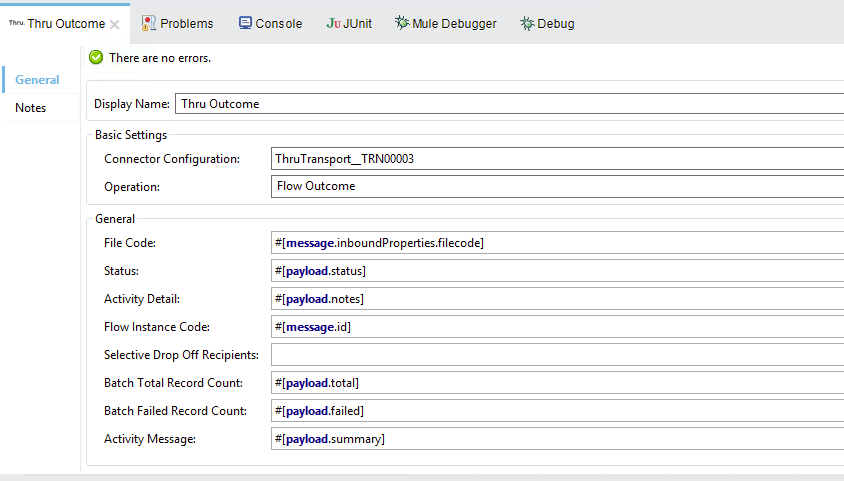 Thru. Thru Outcome Problems Console JUnit Mule Debugger Debug
There are no errors.
General
Notes
Display Name: Thru Outcome
Basic Settings
Connector Configuration: ThruTransport__TRN00003
Operation: Flow Outcome
General
File Code: #[message.inboundProperties.filecode]
Status: #[payload.status]
Activity Detail: #[payload.notes]
Flow Instance Code: #[message.id]
Selective Drop Off Recipients:
Batch Total Record Count: #[payload.total]
Batch Failed Record Count: #[payload.failed]
Activity Message: #[payload.summary]